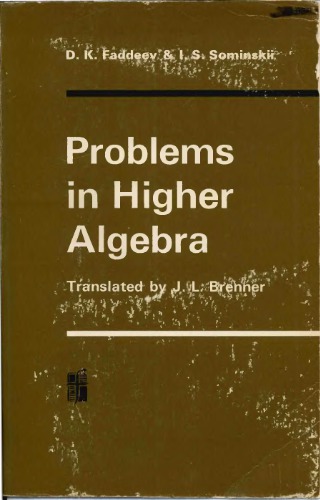 D. K. Faddeev & I. S. Sominskii
Problems
in Higher
Algebra
Translated by J. L. Brenner